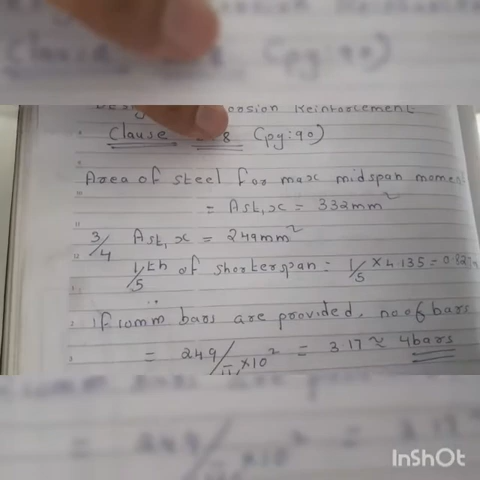 Clause 8 (pg:90)
Area of steel for max midspan moment
= Ast,x = 332mm²
3/4 Ast,x = 249mm²
1/5th of shorterspan = 1/5 × 4.135 = 0.827
If 10mm bars are provided, no of bars
= 249/π/4 ×10² = 3.17 ≈ 4bars
InShOt